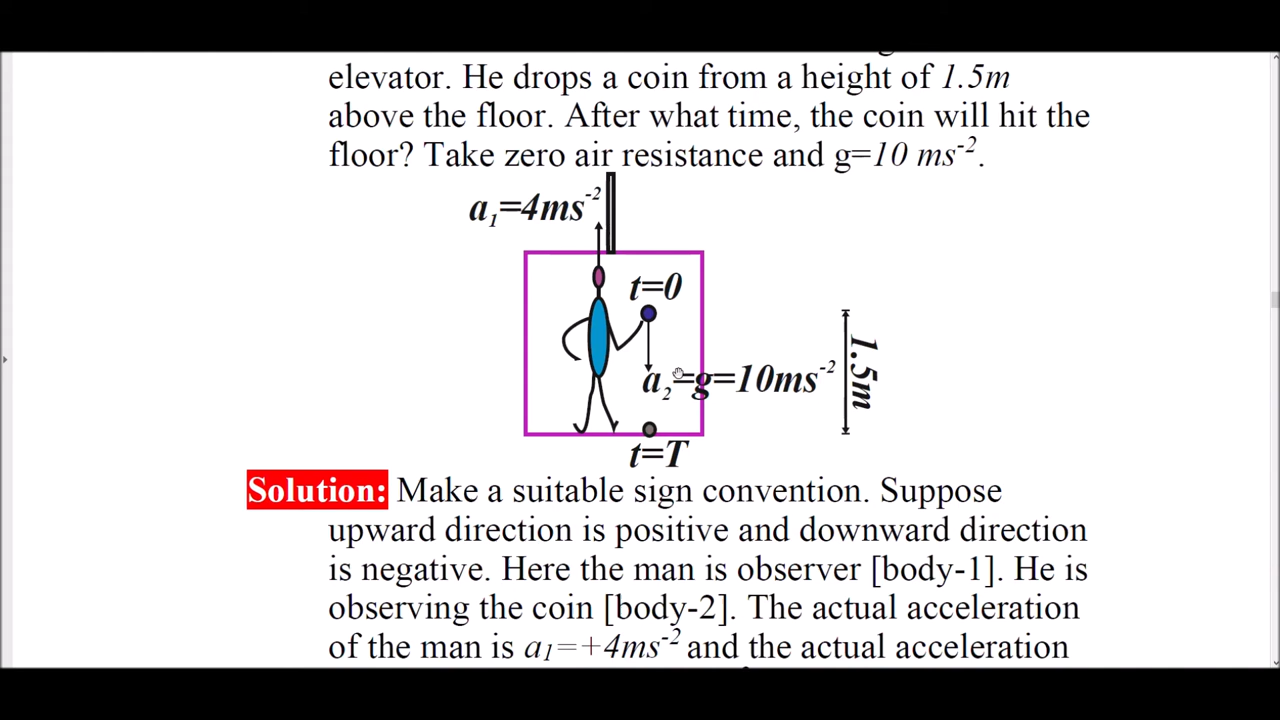 elevator. He drops a coin from a height of 1.5m
above the floor. After what time, the coin will hit the
floor? Take zero air resistance and g=10 ms⁻².
a₁=4ms⁻²
t=0
a₂=g=10ms⁻²
1.5m
t=T
Solution: Make a suitable sign convention. Suppose
upward direction is positive and downward direction
is negative. Here the man is observer [body-1]. He is
observing the coin [body-2]. The actual acceleration
of the man is a₁=+4ms⁻² and the actual acceleration